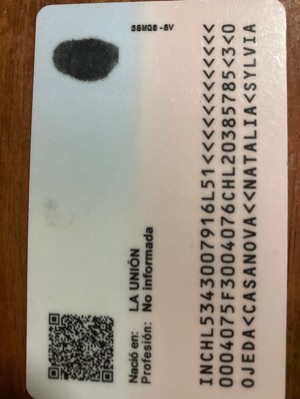 Nació en: LA UNIÓN
Profesión: No informada
INCHL5343007916L51<<<<<<<<<<<<
0004075F3004076CHL20385785<3<0
OJEDA<CASANOVA<<NATALIA<SYLVIA